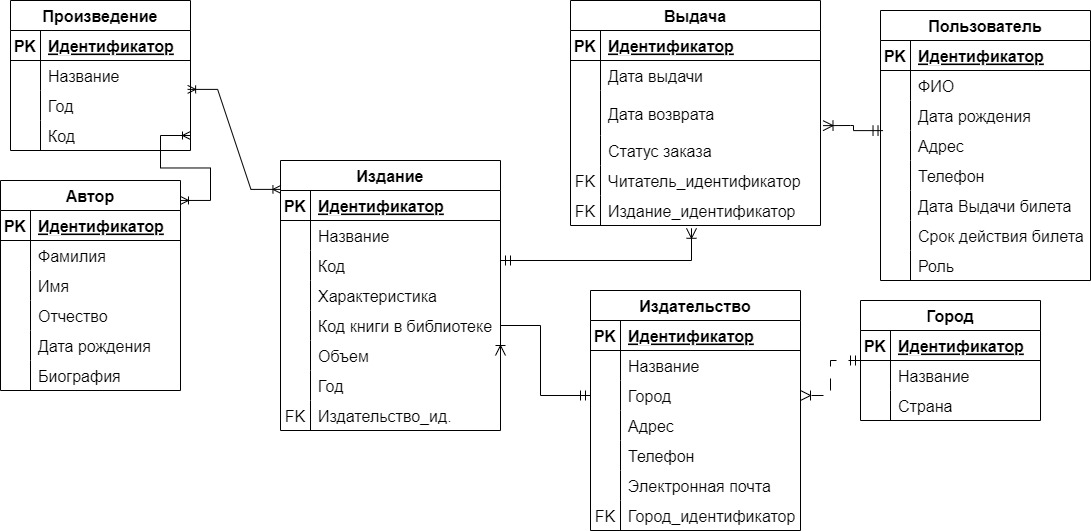 Произведение
PK Идентификатор
Название
Год
Код
Автор
PK Идентификатор
Фамилия
Имя
Отчество
Дата рождения
Биография
Издание
PK Идентификатор
Название
Код
Характеристика
Код книги в библиотеке
Объем
Год
FK Издательство_ид.
Выдача
PK Идентификатор
Дата выдачи
Дата возврата
Статус заказа
FK Читатель_идентификатор
FK Издание_идентификатор
Пользователь
PK Идентификатор
ФИО
Дата рождения
Адрес
Телефон
Дата Выдачи билета
Срок действия билета
Роль
Издательство
PK Идентификатор
Название
Город
Адрес
Телефон
Электронная почта
FK Город_идентификатор
Город
PK Идентификатор
Название
Страна